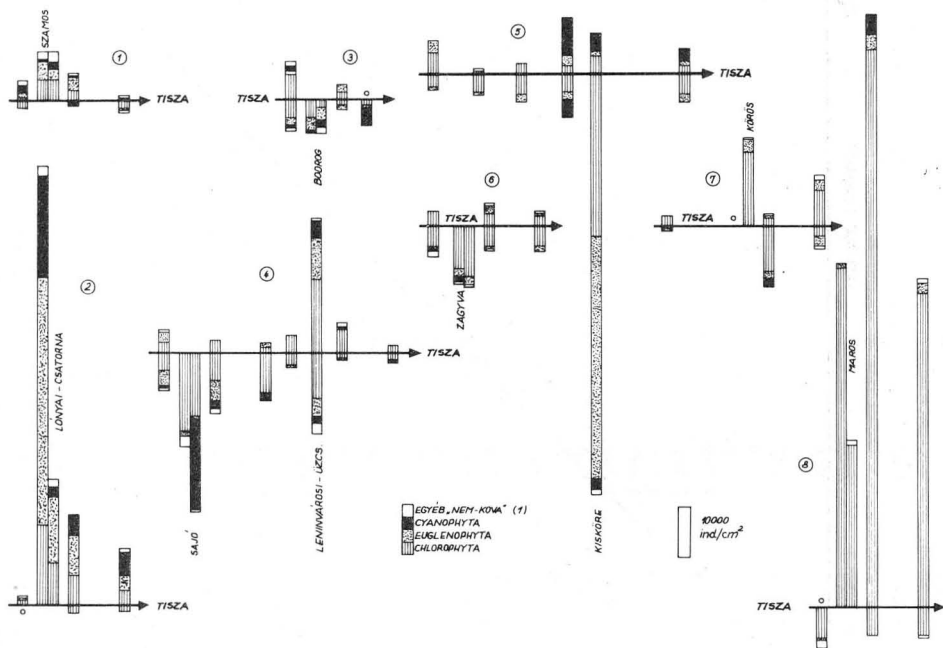 SZAMOS
①
TISZA
③
TISZA
BODROG
⑤
TISZA
KISKÖRE
②
LÓNYAI-CSATORNA
TISZA
④
TISZA
SAJÓ
LENINVÁROSI-ÜZCS.
⑥
TISZA
ZAGYVA
⑦
KÖRÖS
TISZA
⑧
MAROS
TISZA
EGYÉB „NEM-KOVA" (1)
CYANOPHYTA
EUGLENOPHYTA
CHLOROPHYTA
10000
ind/cm²